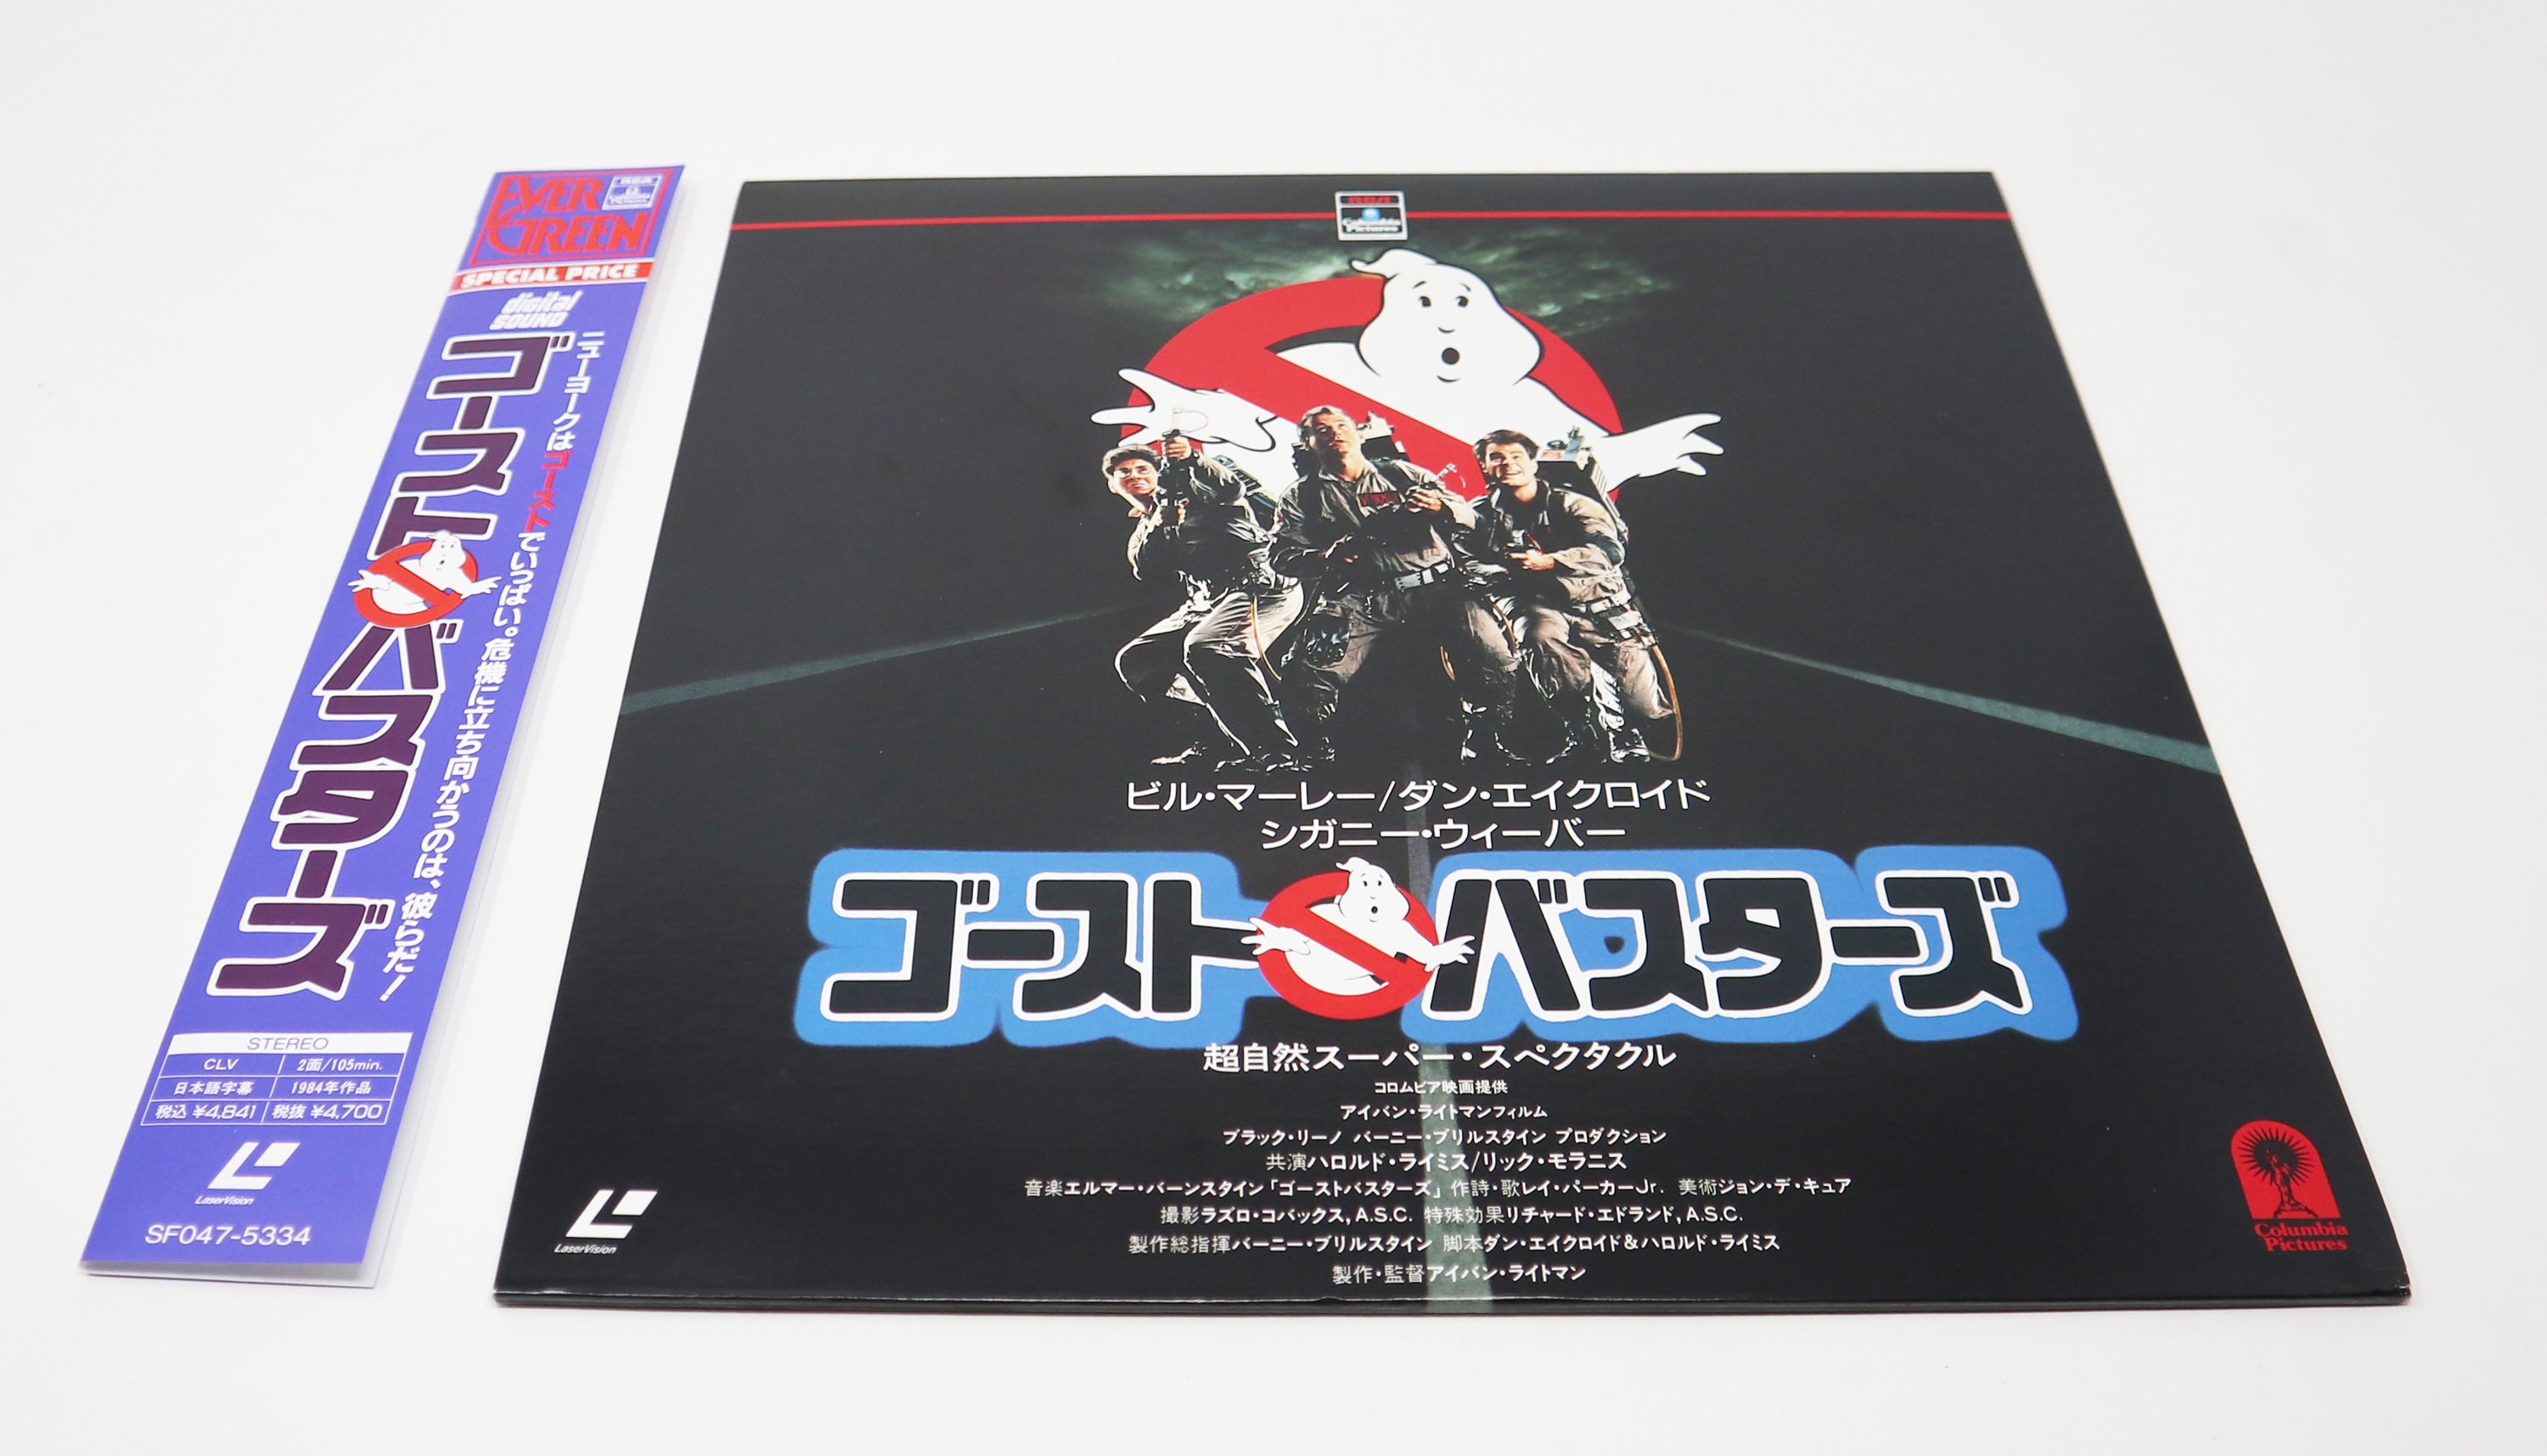 EVER
GREEN
Columbia
Pictures
SPECIAL PRICE
digital
SOUND
ニューヨークはゴーストでいっぱい。危機に立ち向かうのは、彼らだ！
ゴーストバスターズ
STEREO
CLV
2面/105min.
日本語字幕
1984年作品
税込 ¥4,841
税抜 ¥4,700
LaserVision
SF047-5334
RCA
Columbia
Pictures
ビル・マーレー/ダン・エイクロイド
シガニー・ウィーバー
ゴーストバスターズ
超自然スーパー・スペクタクル
コロムビア映画提供
アイバン・ライトマンフィルム
ブラック・リーノ バーニー・ブリルスタイン プロダクション
共演ハロルド・ライミス/リック・モラニス
音楽エルマー・バーンスタイン「ゴーストバスターズ」作詩・歌レイ・パーカーJr. 美術ジョン・デ・キュア
撮影ラズロ・コバックス, A.S.C. 特殊効果リチャード・エドランド, A.S.C.
製作総指揮バーニー・ブリルスタイン 脚本ダン・エイクロイド&ハロルド・ライミス
製作・監督アイバン・ライトマン
LaserVision
Columbia
Pictures